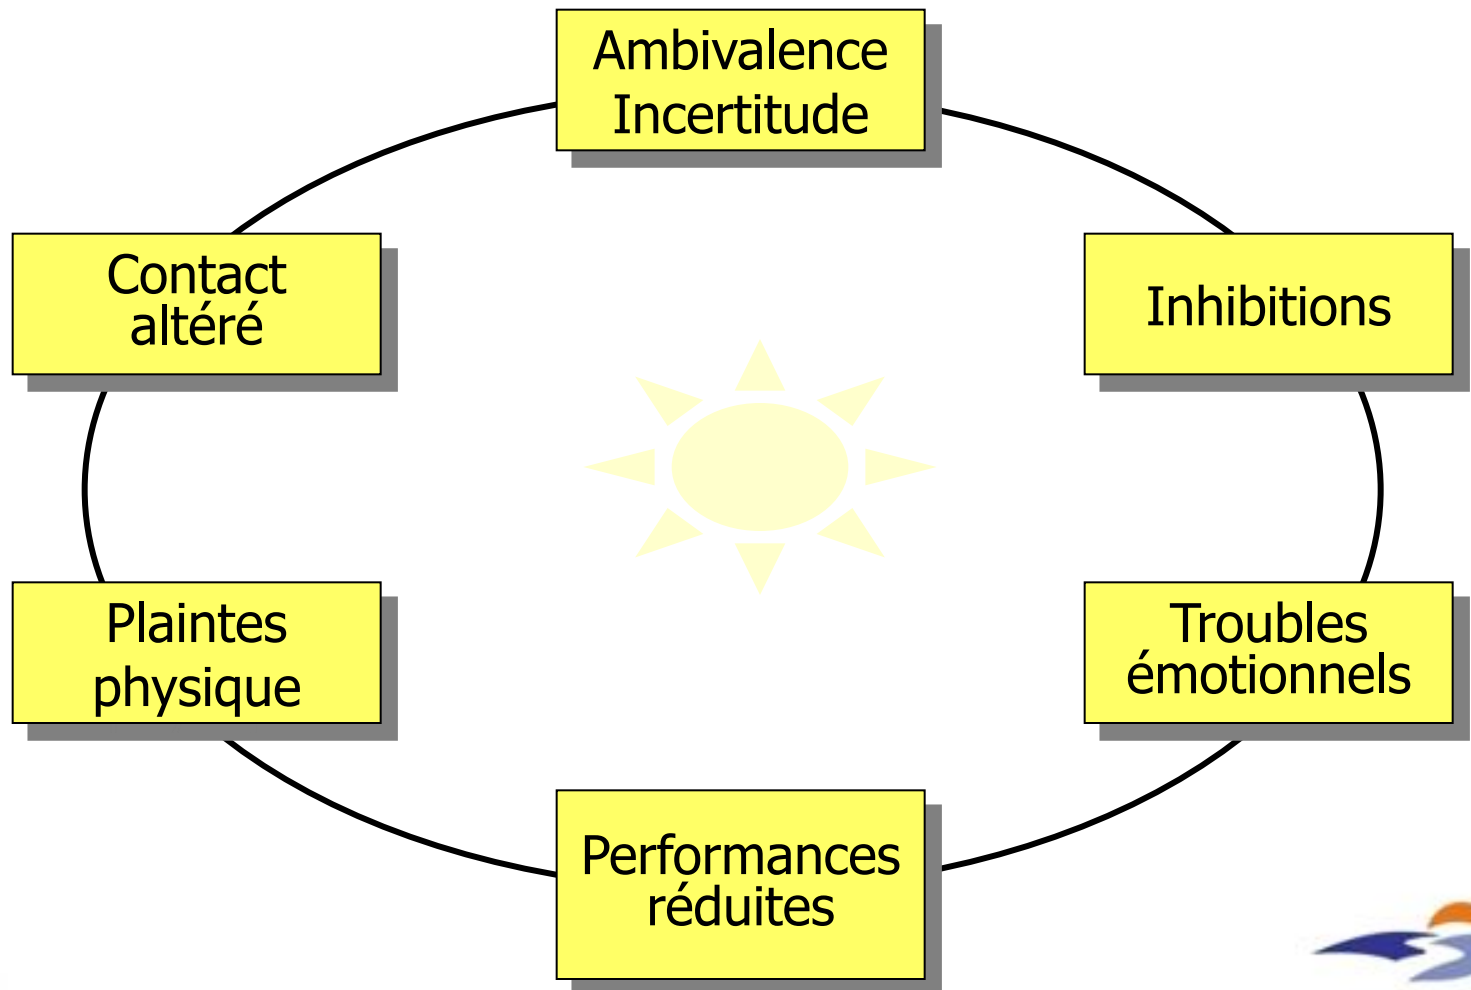 Ambivalence
Incertitude
Contact
altéré
Inhibitions
Plaintes
physique
Troubles
émotionnels
Performances
réduites